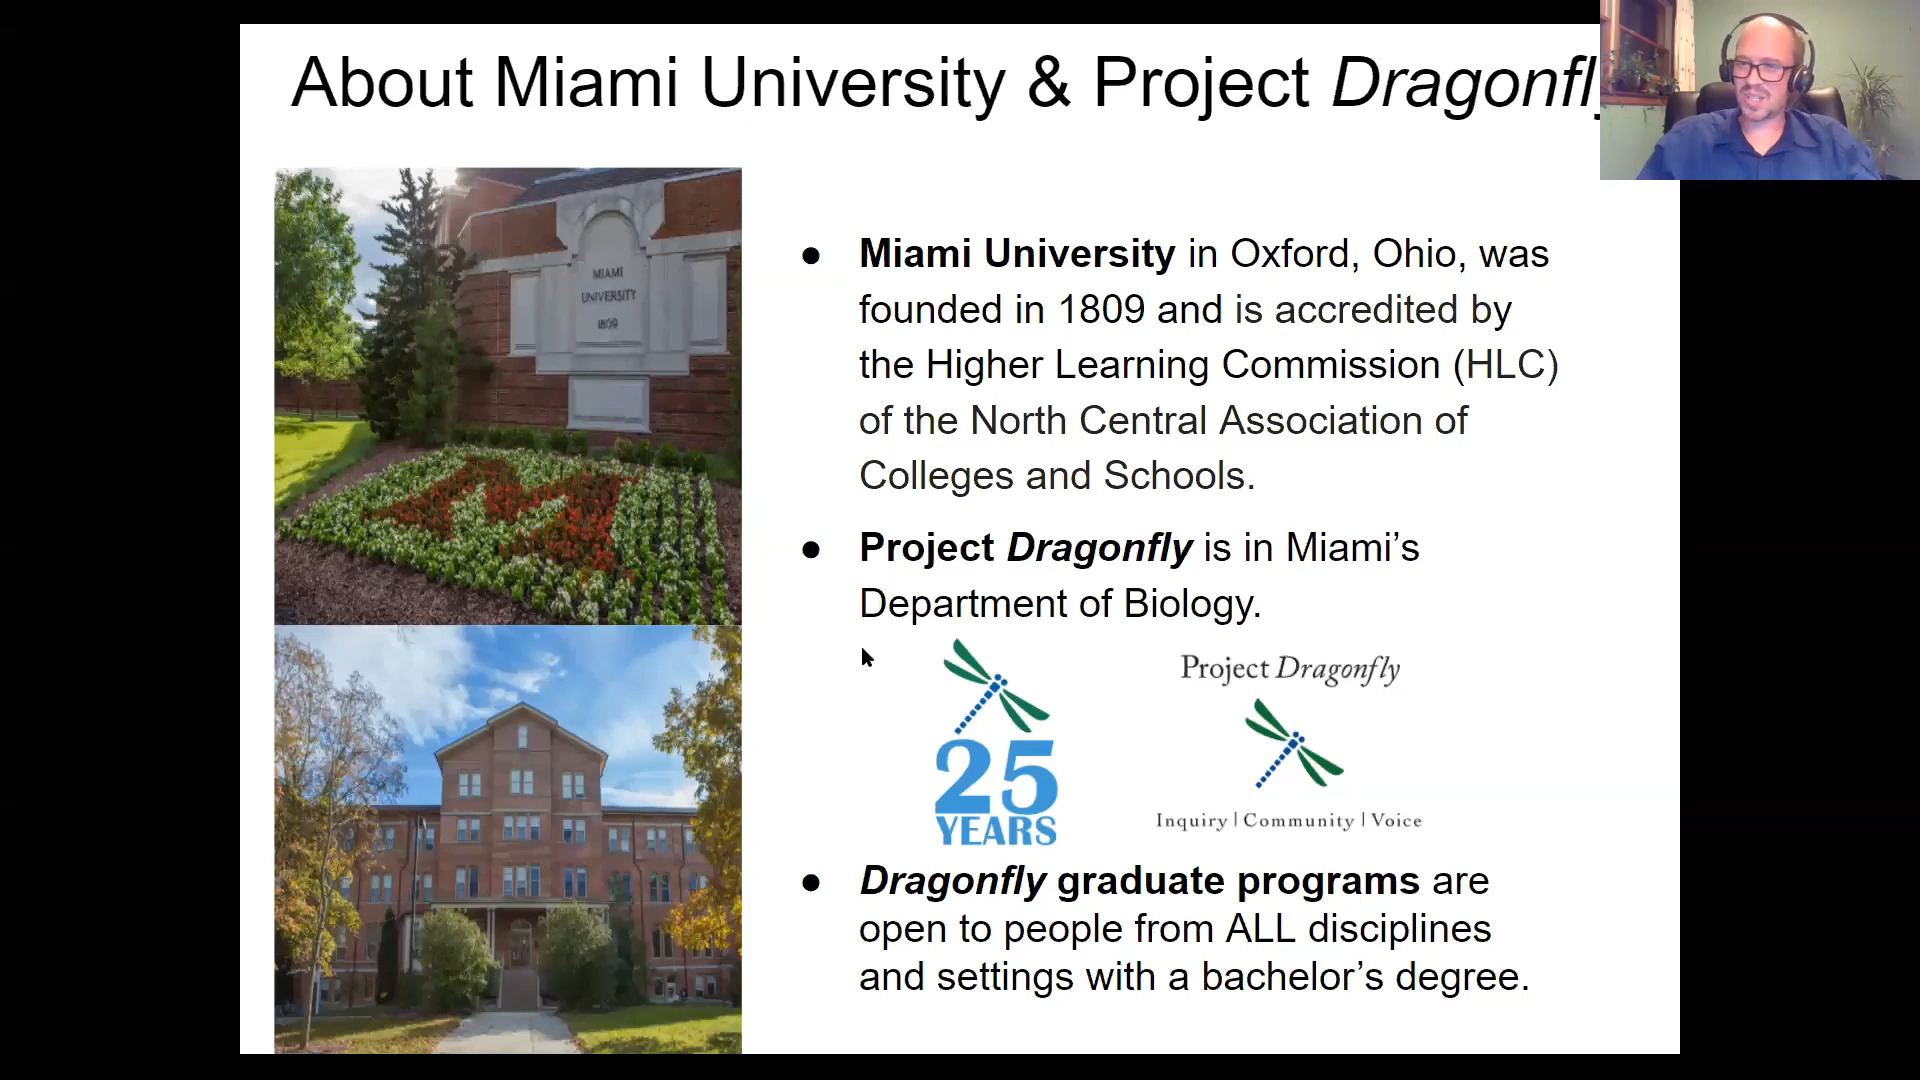 About Miami University & Project Dragonfly
MIAMI
UNIVERSITY
1809
● Miami University in Oxford, Ohio, was
founded in 1809 and is accredited by
the Higher Learning Commission (HLC)
of the North Central Association of
Colleges and Schools.
● Project Dragonfly is in Miami’s
Department of Biology.
25
YEARS
Project Dragonfly
Inquiry | Community | Voice
● Dragonfly graduate programs are
open to people from ALL disciplines
and settings with a bachelor’s degree.